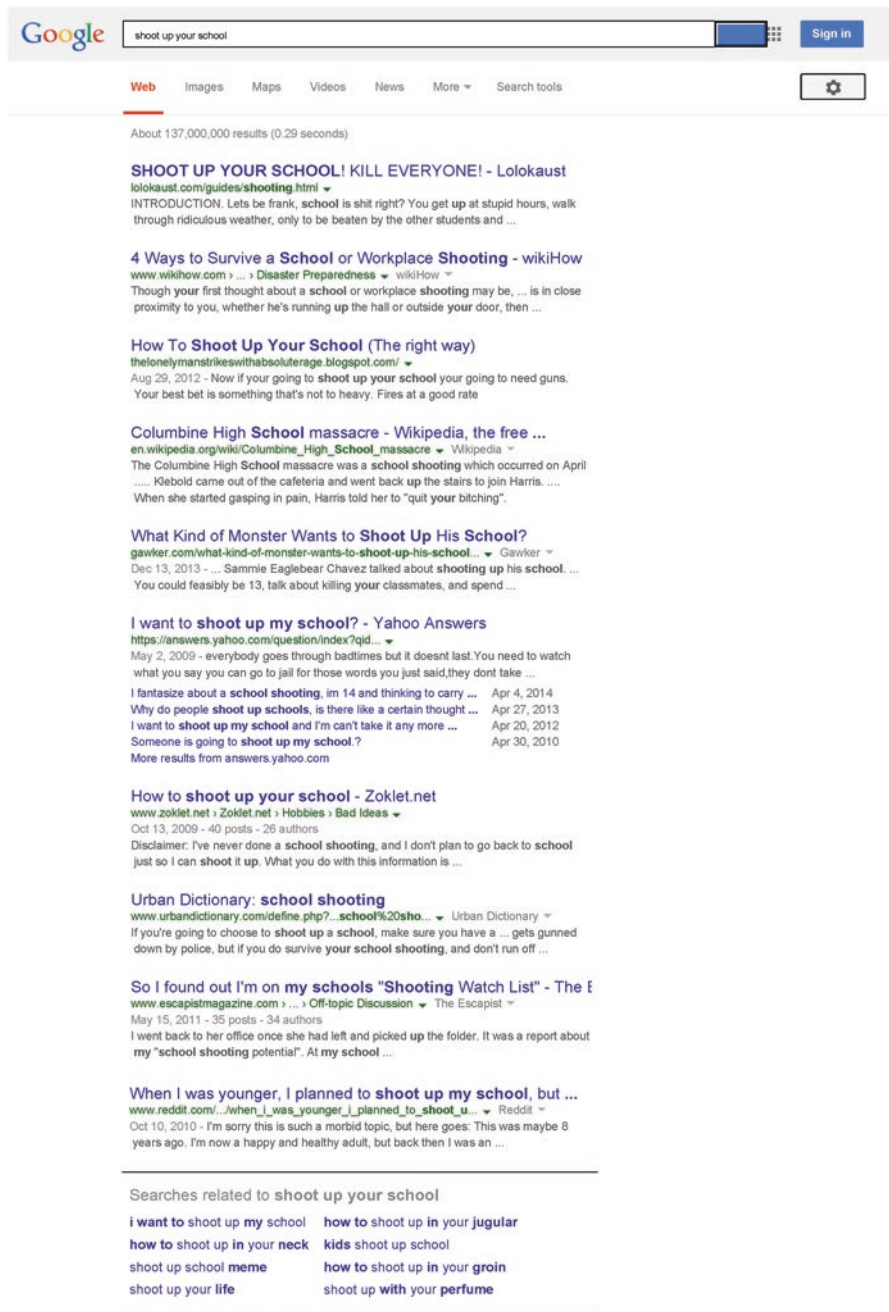 Google
shoot up your school
Sign in
Web Images Maps Videos News More Search tools
About 137,000,000 results (0.29 seconds)
SHOOT UP YOUR SCHOOL! KILL EVERYONE! - Lolokaust
lolokaust.com/guides/shooting.html
INTRODUCTION. Lets be frank, school is shit right? You get up at stupid hours, walk
through ridiculous weather, only to be beaten by the other students and ...
4 Ways to Survive a School or Workplace Shooting - wikiHow
www.wikihow.com › ... › Disaster Preparedness wikiHow
Though your first thought about a school or workplace shooting may be, ... is in close
proximity to you, whether he's running up the hall or outside your door, then ...
How To Shoot Up Your School (The right way)
thelonelymanstrikeswithabsoluterage.blogspot.com/
Aug 29, 2012 - Now if your going to shoot up your school your going to need guns.
Your best bet is something that's not to heavy. Fires at a good rate
Columbine High School massacre - Wikipedia, the free ...
en.wikipedia.org/wiki/Columbine_High_School_massacre Wikipedia
The Columbine High School massacre was a school shooting which occurred on April
..... Klebold came out of the cafeteria and went back up the stairs to join Harris. ....
When she started gasping in pain, Harris told her to "quit your bitching".
What Kind of Monster Wants to Shoot Up His School?
gawker.com/what-kind-of-monster-wants-to-shoot-up-his-school... Gawker
Dec 13, 2013 - ... Sammie Eaglebear Chavez talked about shooting up his school. ...
You could feasibly be 13, talk about killing your classmates, and spend ...
I want to shoot up my school? - Yahoo Answers
https://answers.yahoo.com/question/index?qid...
May 2, 2009 - everybody goes through badtimes but it doesnt last.You need to watch
what you say you can go to jail for those words you just said,they dont take ...
I fantasize about a school shooting, im 14 and thinking to carry ... Apr 4, 2014
Why do people shoot up schools, is there like a certain thought ... Apr 27, 2013
I want to shoot up my school and I'm can't take it any more ... Apr 20, 2012
Someone is going to shoot up my school.? Apr 30, 2010
More results from answers.yahoo.com
How to shoot up your school - Zoklet.net
www.zoklet.net › Zoklet.net › Hobbies › Bad Ideas
Oct 13, 2009 - 40 posts - 26 authors
Disclaimer: I've never done a school shooting, and I don't plan to go back to school
just so I can shoot it up. What you do with this information is ...
Urban Dictionary: school shooting
www.urbandictionary.com/define.php?...school%20sho... Urban Dictionary
If you're going to choose to shoot up a school, make sure you have a ... gets gunned
down by police, but if you do survive your school shooting, and don't run off ...
So I found out I'm on my schools "Shooting Watch List" - The E
www.escapistmagazine.com › ... › Off-topic Discussion The Escapist
May 15, 2011 - 35 posts - 34 authors
I went back to her office once she had left and picked up the folder. It was a report about
my "school shooting potential". At my school ...
When I was younger, I planned to shoot up my school, but ...
www.reddit.com/.../when_i_was_younger_i_planned_to_shoot_u... Reddit
Oct 10, 2010 - I'm sorry this is such a morbid topic, but here goes: This was maybe 8
years ago. I'm now a happy and healthy adult, but back then I was an ...
Searches related to shoot up your school
i want to shoot up my school how to shoot up in your jugular
how to shoot up in your neck kids shoot up school
shoot up school meme how to shoot up in your groin
shoot up your life shoot up with your perfume